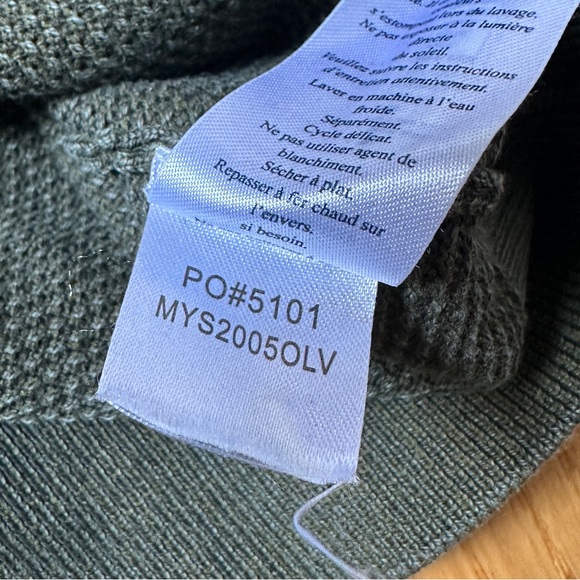 s'estomper lors du lavage.
Ne pas exposer à la lumière
directe
du soleil.
Veuillez suivre les instructions
d'entretien attentivement.
Laver en machine à l'eau
froide.
Séparément.
Cycle délicat.
Ne pas utiliser agent de
blanchiment.
Sécher à plat.
Repasser à fer chaud sur
l'envers.
si besoin.
PO#5101
MYS2005OLV